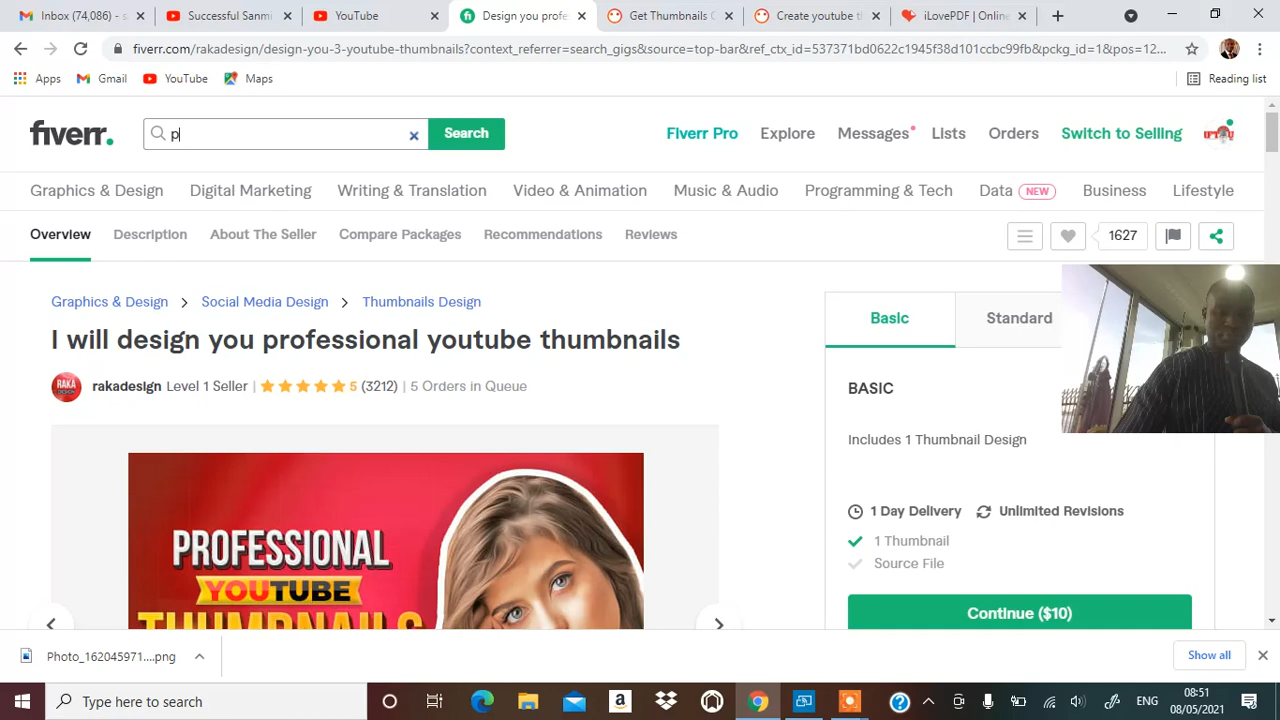 Inbox (74,086) - s
Successful Sanmi
YouTube
Design you profe
Get Thumbnails C
Create youtube t
iLovePDF | Online
fiverr.com/rakadesign/design-you-3-youtube-thumbnails?context_referrer=search_gigs&source=top-bar&ref_ctx_id=537371bd0622c1945f38d101ccbc99fb&pckg_id=1&pos=12...
Apps
Gmail
YouTube
Maps
Reading list
fiverr.
p
Search
Fiverr Pro
Explore
Messages
Lists
Orders
Switch to Selling
Graphics & Design
Digital Marketing
Writing & Translation
Video & Animation
Music & Audio
Programming & Tech
Data NEW
Business
Lifestyle
Overview
Description
About The Seller
Compare Packages
Recommendations
Reviews
1627
Graphics & Design > Social Media Design > Thumbnails Design
I will design you professional youtube thumbnails
RAKA
rakadesign Level 1 Seller | 5 (3212) | 5 Orders in Queue
PROFESSIONAL
YOUTUBE
THUMBNAILS
Basic
Standard
BASIC
Includes 1 Thumbnail Design
1 Day Delivery
Unlimited Revisions
1 Thumbnail
Source File
Continue ($10)
Photo_162045971....png
Show all
Type here to search
ENG
08:51
08/05/2021